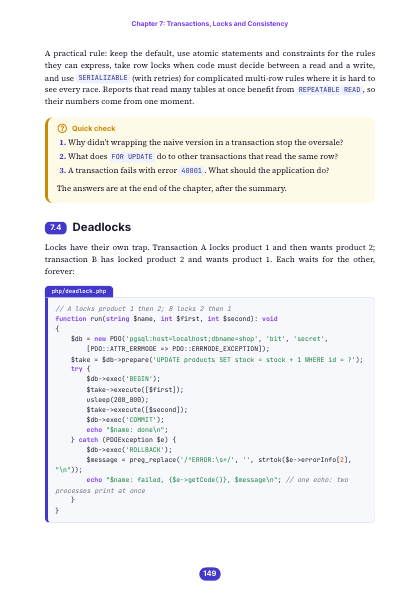 Chapter 7: Transactions, Locks and Consistency
A practical rule: keep the default, use atomic statements and constraints for the rules
they can express, take row locks when code must decide between a read and a write,
and use SERIALIZABLE (with retries) for complicated multi-row rules where it is hard to
see every race. Reports that read many tables at once benefit from REPEATABLE READ, so
their numbers come from one moment.
Quick check
1. Why didn't wrapping the naive version in a transaction stop the oversale?
2. What does FOR UPDATE do to other transactions that read the same row?
3. A transaction fails with error 40001. What should the application do?
The answers are at the end of the chapter, after the summary.
7.4 Deadlocks
Locks have their own trap. Transaction A locks product 1 and then wants product 2;
transaction B has locked product 2 and wants product 1. Each waits for the other,
forever:
php/deadlock.php
// A locks product 1 then 2; B locks 2 then 1
function run(string $name, int $first, int $second): void
{
    $db = new PDO('pgsql:host=localhost;dbname=shop', 'bit', 'secret',
        [PDO::ATTR_ERRMODE => PDO::ERRMODE_EXCEPTION]);
    $take = $db->prepare('UPDATE products SET stock = stock + 1 WHERE id = ?');
    try {
        $db->exec('BEGIN');
        $take->execute([$first]);
        usleep(200_000);
        $take->execute([$second]);
        $db->exec('COMMIT');
        echo "$name: done\n";
    } catch (PDOException $e) {
        $db->exec('ROLLBACK');
        $message = preg_replace('/^ERROR:\s+/', '', strtok($e->errorInfo[2],
"\n"));
        echo "$name: failed, {$e->getCode()}, $message\n"; // one echo: two
processes print at once
    }
}
149